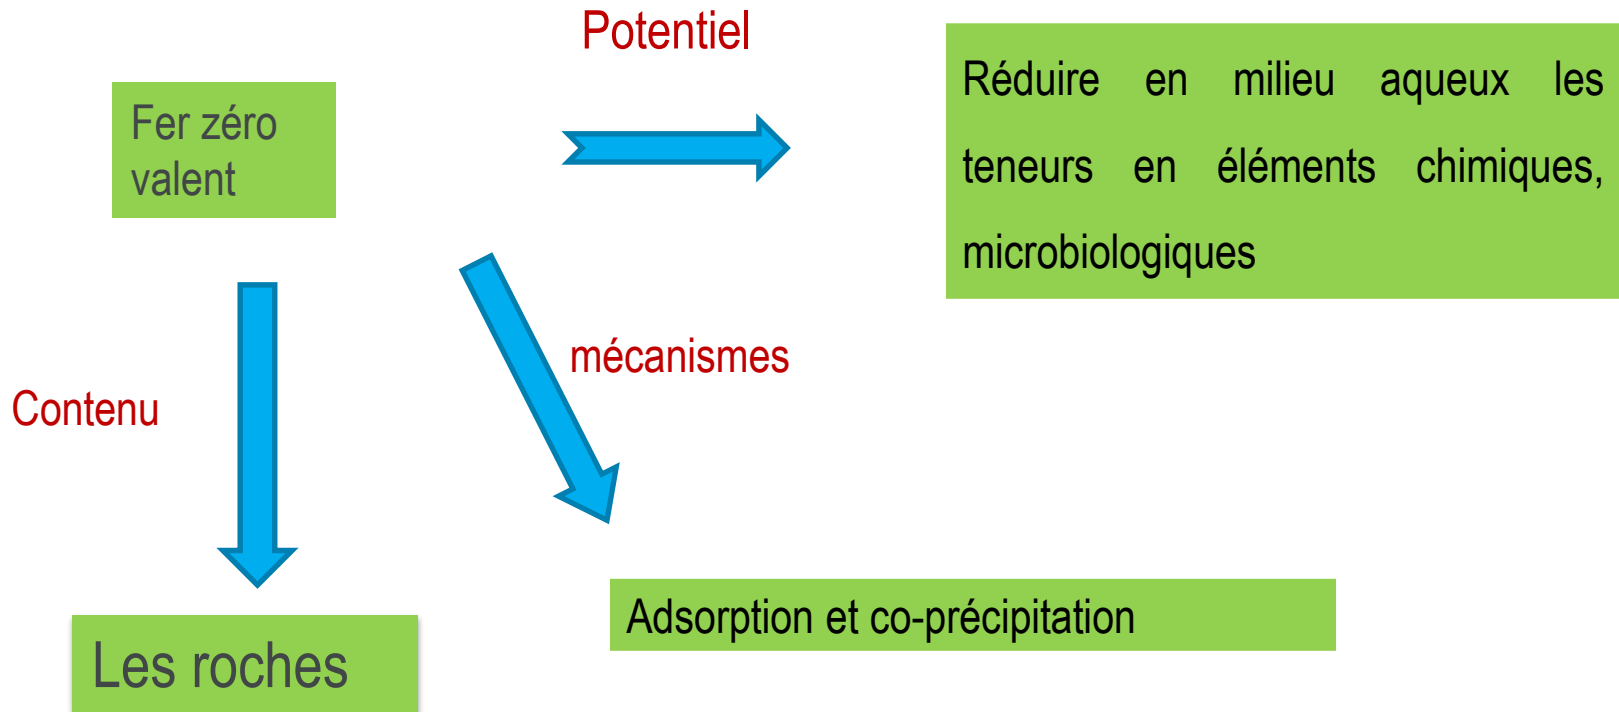 Potentiel
Fer zéro
valent
Réduire en milieu aqueux les
teneurs en éléments chimiques,
microbiologiques
mécanismes
Contenu
Adsorption et co-précipitation
Les roches